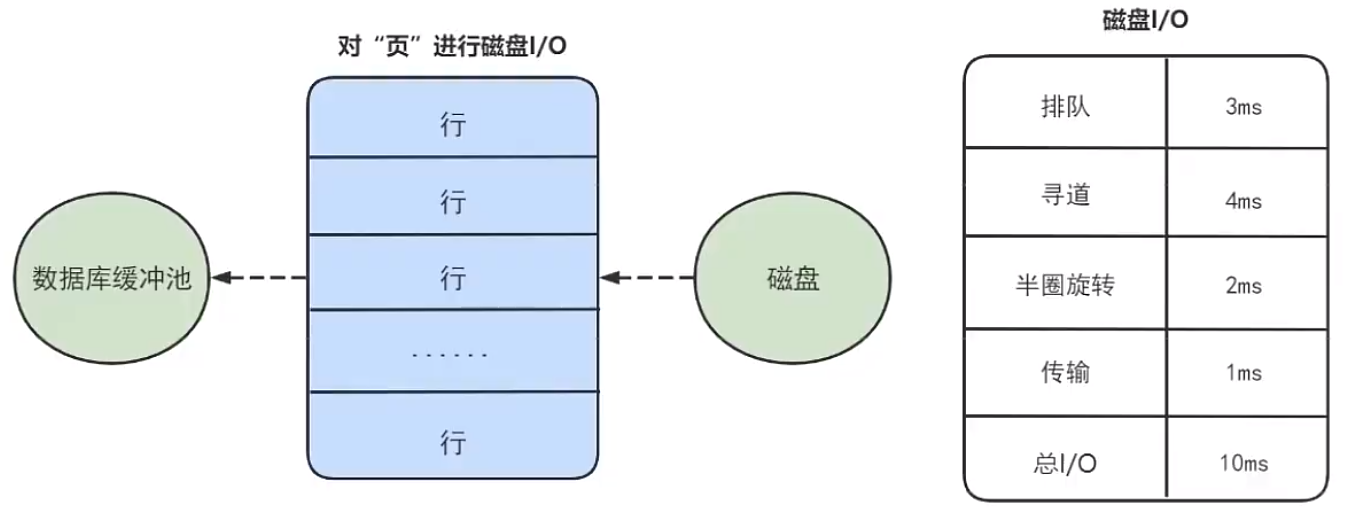 对“页”进行磁盘I/O
行
行
行
......
行
数据库缓冲池
磁盘
磁盘I/O
排队 3ms
寻道 4ms
半圈旋转 2ms
传输 1ms
总I/O 10ms